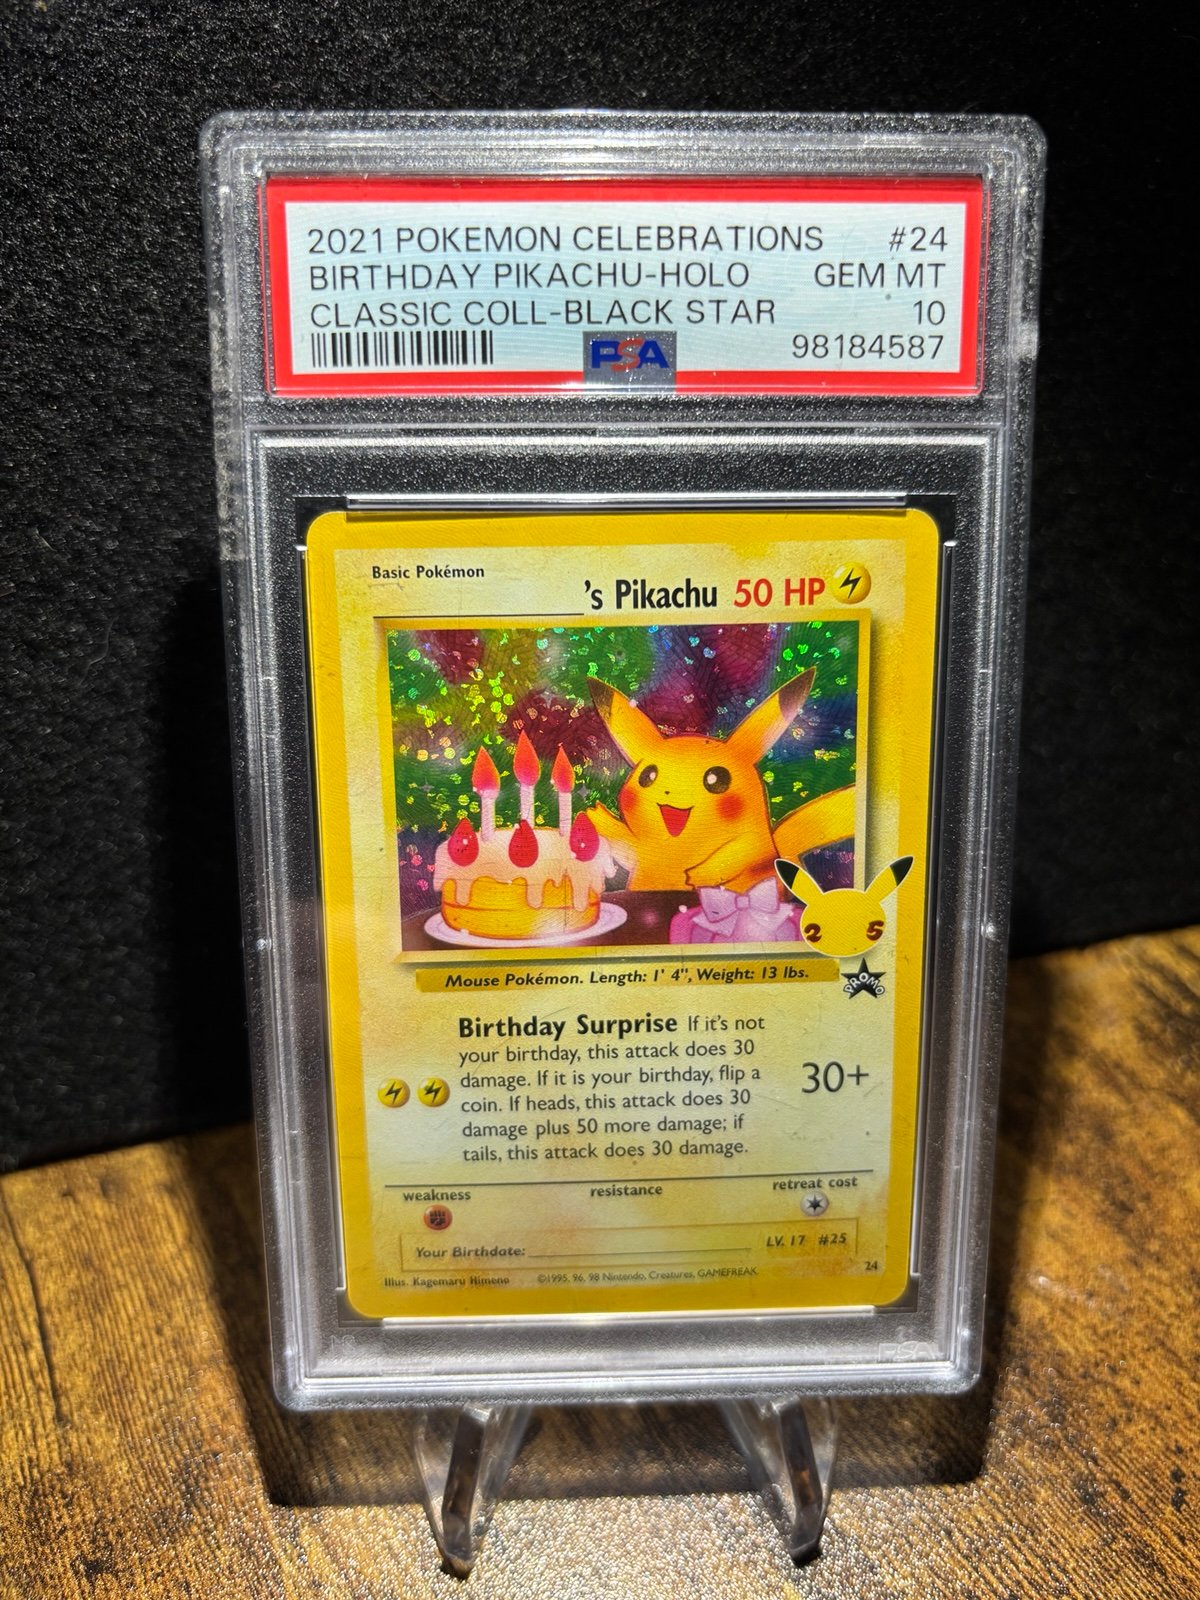 2021 POKEMON CELEBRATIONS #24
BIRTHDAY PIKACHU-HOLO GEM MT
CLASSIC COLL-BLACK STAR 10
PSA 98184587
Basic Pokémon
's Pikachu 50 HP
25
PROMO
Mouse Pokémon. Length: 1' 4", Weight: 13 lbs.
Birthday Surprise If it's not
your birthday, this attack does 30
damage. If it is your birthday, flip a
coin. If heads, this attack does 30
damage plus 50 more damage; if
tails, this attack does 30 damage.
30+
weakness resistance retreat cost
Your Birthdate: LV. 17 #25
Illus. Kagemaru Himeno ©1995, 96, 98 Nintendo, Creatures, GAMEFREAK. 24
PSA